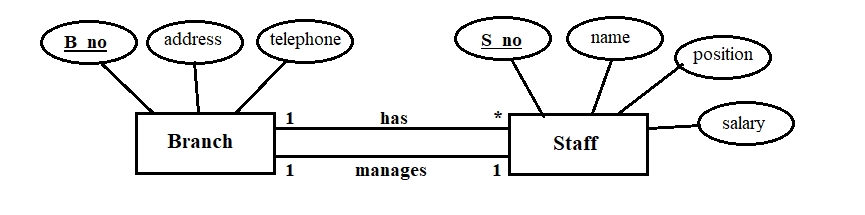 B_no
address
telephone
S_no
name
position
salary
Branch
1
has
*
Staff
1
manages
1